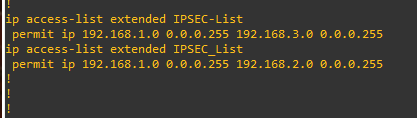 !
ip access-list extended IPSEC-List
 permit ip 192.168.1.0 0.0.0.255 192.168.3.0 0.0.0.255
ip access-list extended IPSEC_List
 permit ip 192.168.1.0 0.0.0.255 192.168.2.0 0.0.0.255
!
!
!